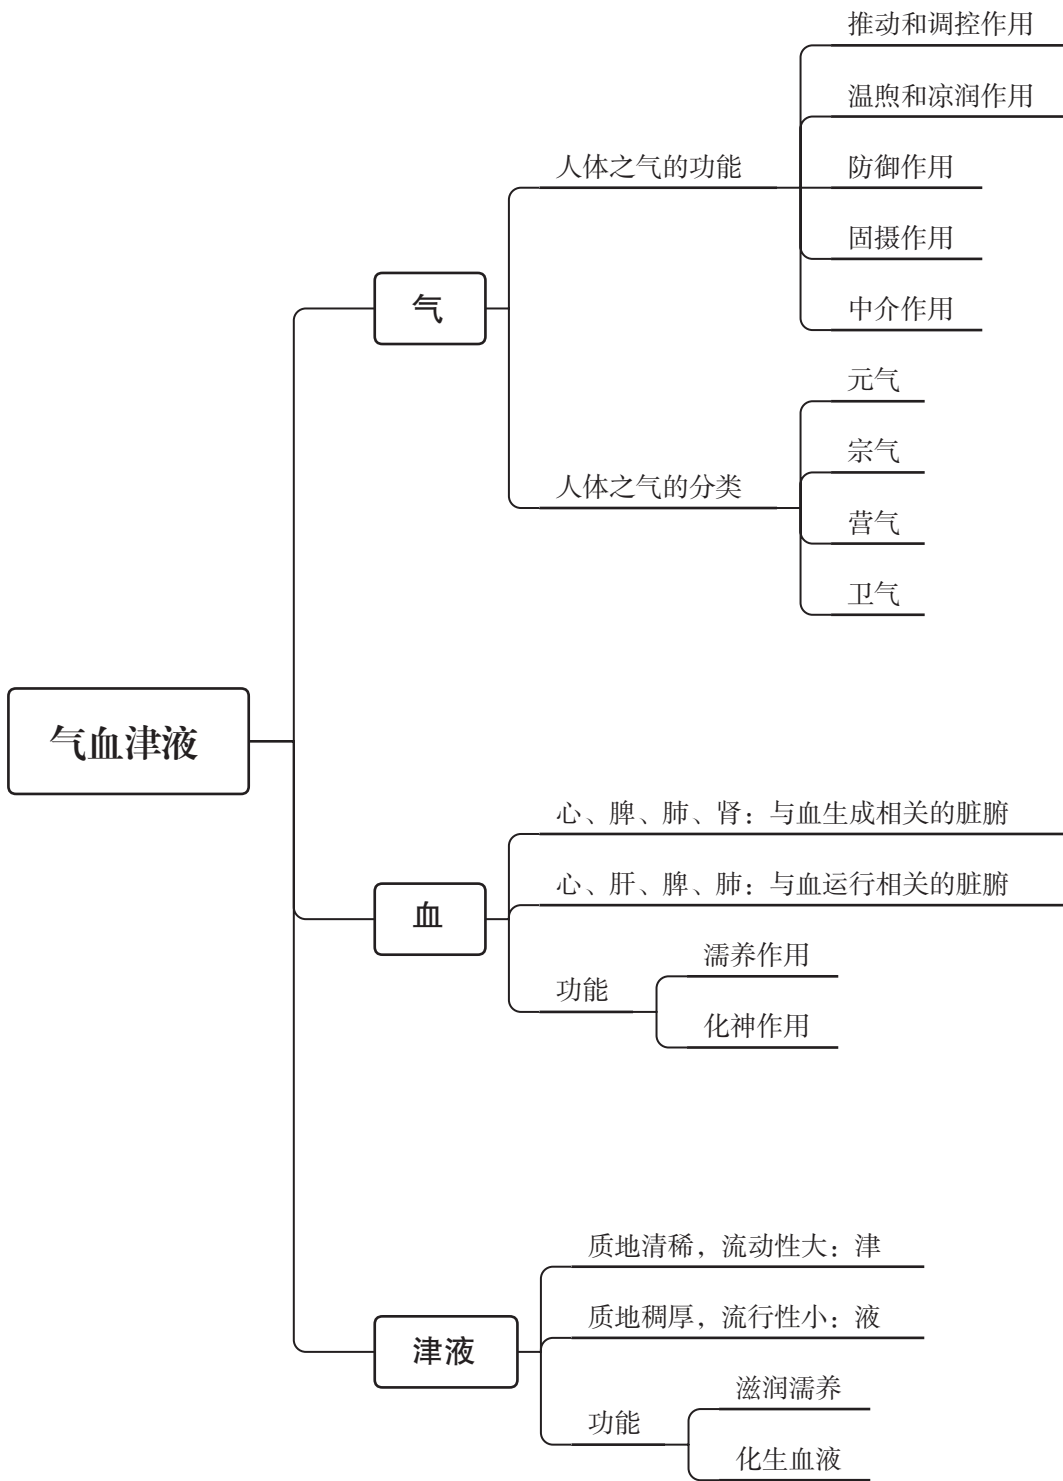 气血津液
气
人体之气的功能
推动和调控作用
温煦和凉润作用
防御作用
固摄作用
中介作用
人体之气的分类
元气
宗气
营气
卫气
血
心、脾、肺、肾：与血生成相关的脏腑
心、肝、脾、肺：与血运行相关的脏腑
功能
濡养作用
化神作用
津液
质地清稀，流动性大：津
质地稠厚，流行性小：液
功能
滋润濡养
化生血液